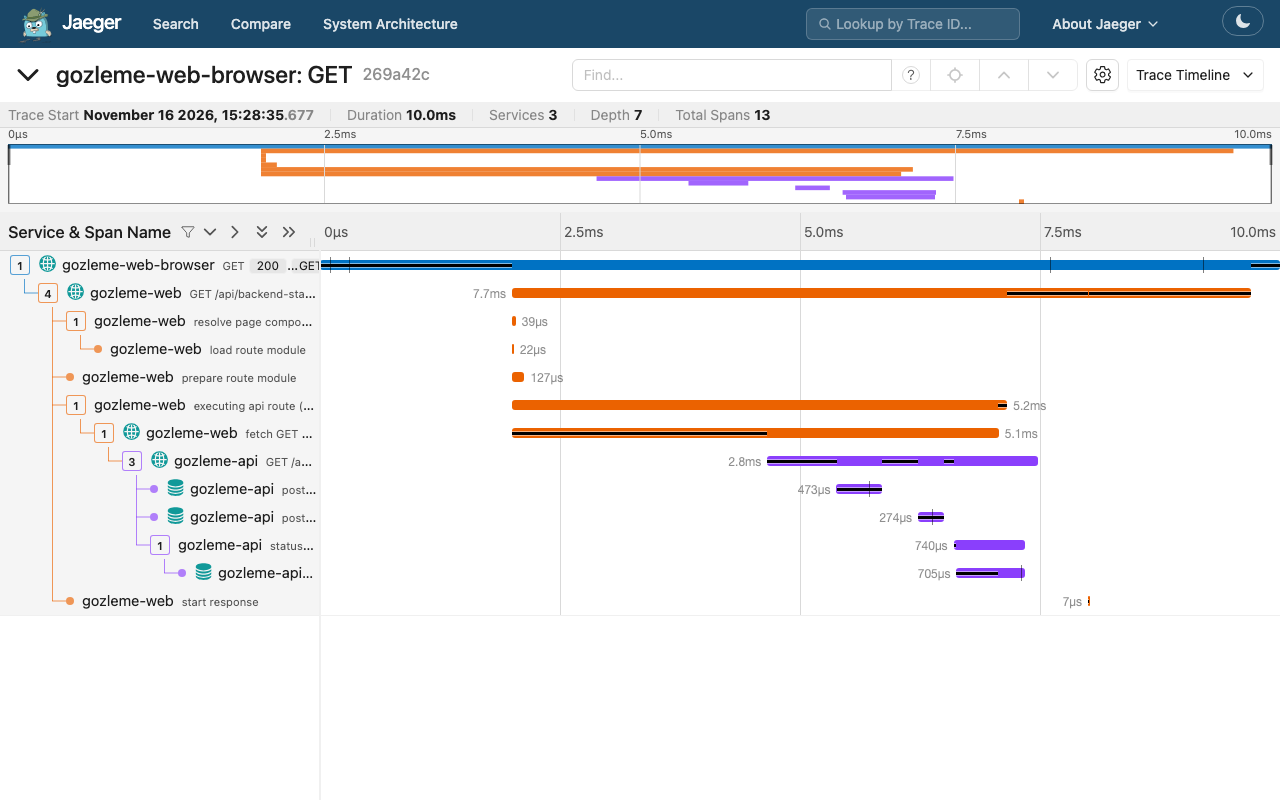 Jaeger Search Compare System Architecture Lookup by Trace ID... About Jaeger
gozleme-web-browser: GET 269a42c Find... ? Trace Timeline
Trace Start November 16 2026, 15:28:35.677 Duration 10.0ms Services 3 Depth 7 Total Spans 13
0μs 2.5ms 5.0ms 7.5ms 10.0ms
Service & Span Name 0μs 2.5ms 5.0ms 7.5ms 10.0ms
1 gozleme-web-browser GET 200 ...GET
4 gozleme-web GET /api/backend-sta... 7.7ms
1 gozleme-web resolve page compo... 39μs
gozleme-web load route module 22μs
gozleme-web prepare route module 127μs
1 gozleme-web executing api route (... 5.2ms
1 gozleme-web fetch GET ... 5.1ms
3 gozleme-api GET /a... 2.8ms
gozleme-api post... 473μs
gozleme-api post... 274μs
1 gozleme-api status... 740μs
gozleme-api... 705μs
gozleme-web start response 7μs